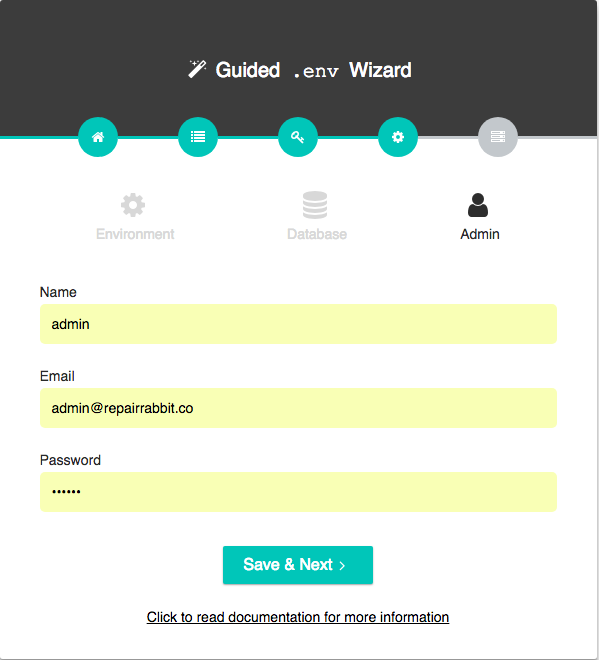 Guided .env Wizard
Environment
Database
Admin
Name
admin
Email
admin@repairrabbit.co
Password
••••••
Save & Next
Click to read documentation for more information